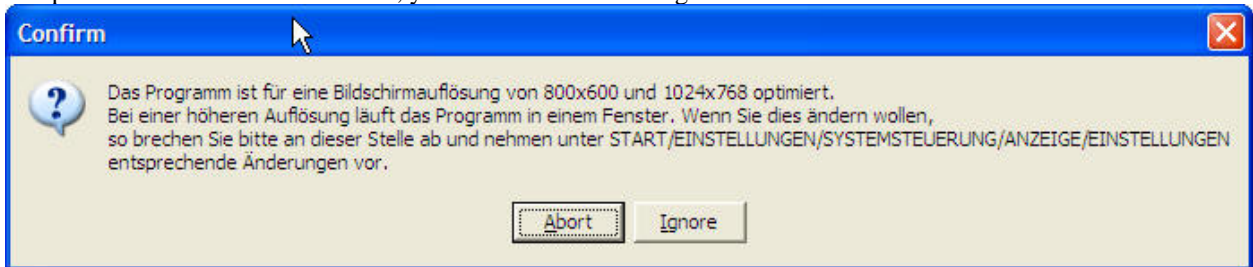 Confirm
Das Programm ist für eine Bildschirmauflösung von 800x600 und 1024x768 optimiert.
Bei einer höheren Auflösung läuft das Programm in einem Fenster. Wenn Sie dies ändern wollen,
so brechen Sie bitte an dieser Stelle ab und nehmen unter START/EINSTELLUNGEN/SYSTEMSTEUERUNG/ANZEIGE/EINSTELLUNGEN
entsprechende Änderungen vor.
Abort Ignore